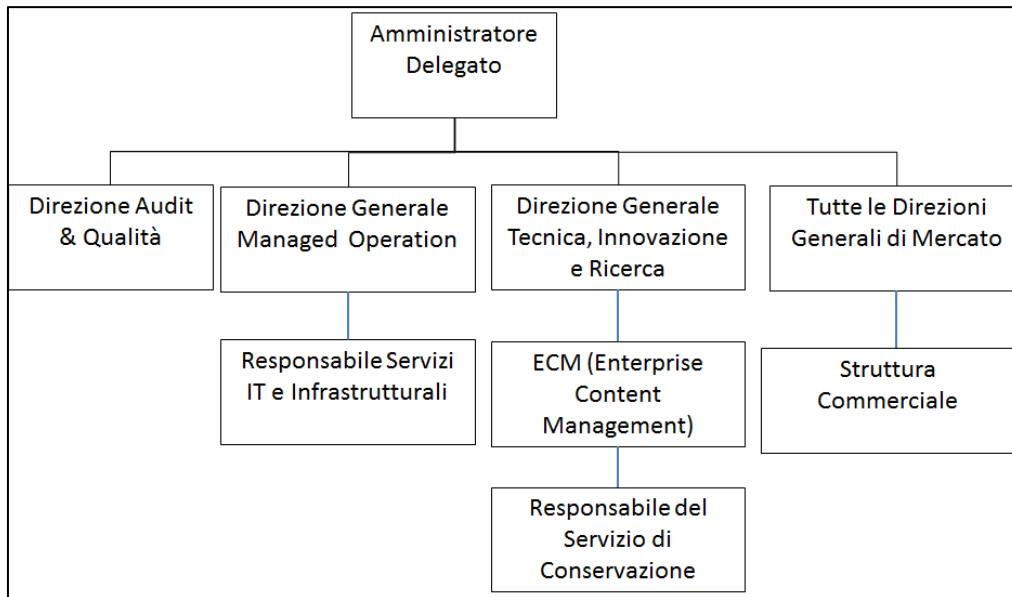 Amministratore
Delegato
Direzione Audit
& Qualità
Direzione Generale
Managed Operation
Direzione Generale
Tecnica, Innovazione
e Ricerca
Tutte le Direzioni
Generali di Mercato
Responsabile Servizi
IT e Infrastrutturali
ECM (Enterprise
Content
Management)
Struttura
Commerciale
Responsabile del
Servizio di
Conservazione